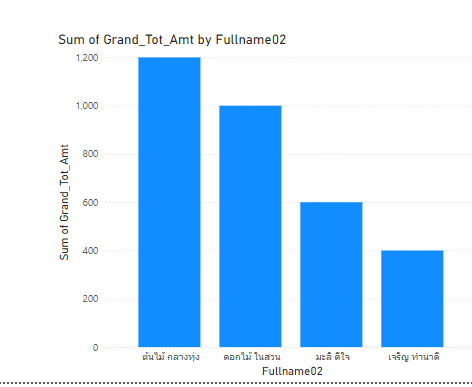 Sum of Grand_Tot_Amt by Fullname02
Sum of Grand_Tot_Amt
1,200
1,000
800
600
400
200
0
ต้นไม้ กลางทุ่ง
ดอกไม้ ในสวน
มะลิ ดีใจ
เจริญ ทำนาดี
Fullname02